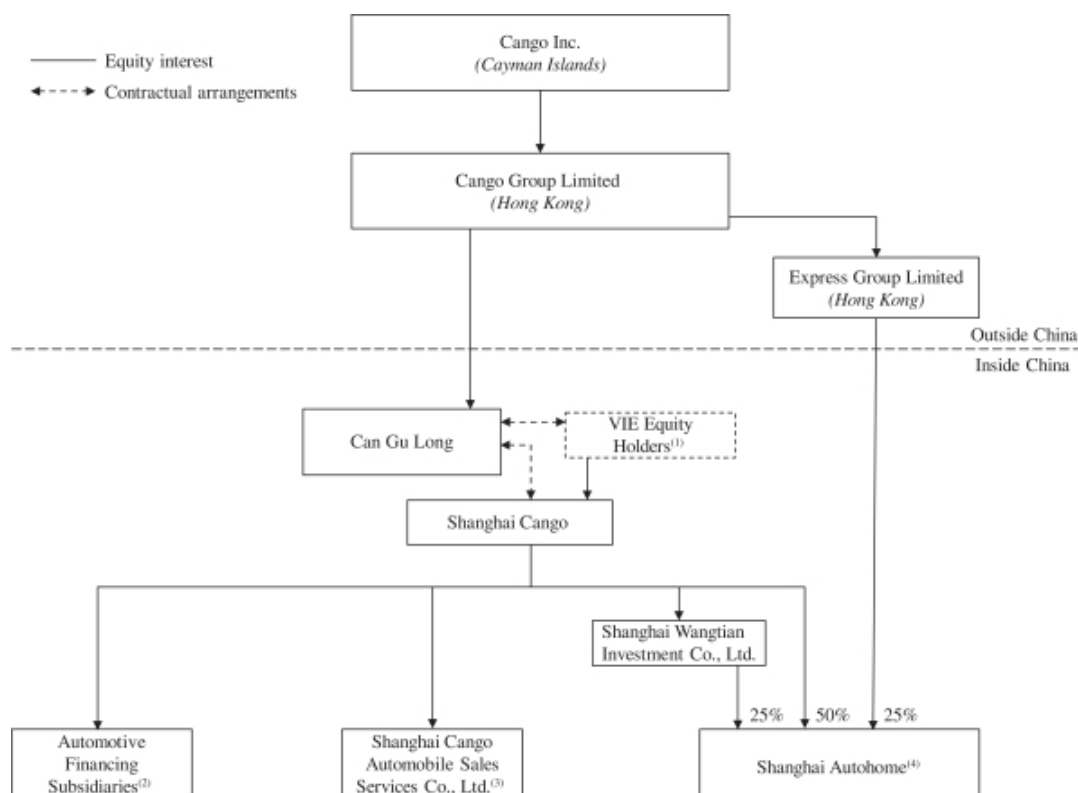 Cango Inc.
(Cayman Islands)
Equity interest
Contractual arrangements
Cango Group Limited
(Hong Kong)
Express Group Limited
(Hong Kong)
Outside China
Inside China
Can Gu Long
VIE Equity
Holders(1)
Shanghai Cango
Shanghai Wangtian
Investment Co., Ltd.
25%
50%
25%
Automotive
Financing
Subsidiaries(2)
Shanghai Cango
Automobile Sales
Services Co., Ltd.(3)
Shanghai Autohome(4)